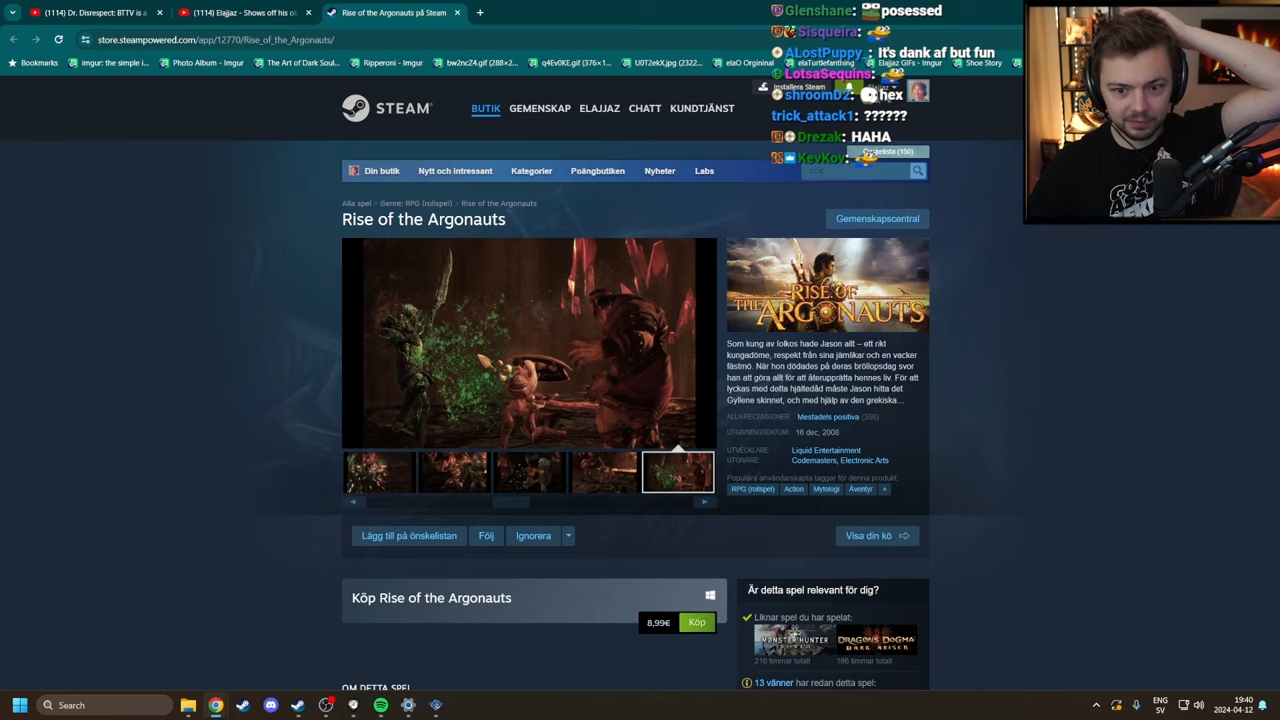 (1114) Dr. Disrespect: BTTV is a
(1114) Elajjaz - Shows off his ol
Rise of the Argonauts på Steam
store.steampowered.com/app/12770/Rise_of_the_Argonauts/
Bookmarks
imgur: the simple i...
Photo Album - Imgur
The Art of Dark Soul...
Ripperoni - Imgur
bw2ncZ4.gif (288×2...
q4Ev0KE.gif (376×1...
U0T2ekX.jpg (2322...
elaO Orgininal
elaTurtlefanthing
Elajjaz GIFs - Imgur
Shoe Story
Glenshane: posessed
Sisqueira:
ALostPuppy_: It's dank af but fun
LotsaSequins:
shroomD2: hex
trick_attack1: ??????
Drezak: HAHA
KeyKoy:
STEAM
BUTIK
GEMENSKAP
ELAJJAZ
CHATT
KUNDTJÄNST
Installera Steam
Önskelista (150)
Din butik
Nytt och intressant
Kategorier
Poängbutiken
Nyheter
Labs
sök
Alla spel > Genre: RPG (rollspel) > Rise of the Argonauts
Rise of the Argonauts
Gemenskapscentral
RISE OF
THE ARGONAUTS
Som kung av Iolkos hade Jason allt – ett rikt
kungadöme, respekt från sina jämlikar och en vacker
fästmö. När hon dödades på deras bröllopsdag svor
han att göra allt för att återupprätta hennes liv. För att
lyckas med detta hjältedåd måste Jason hitta det
Gyllene skinnet, och med hjälp av den grekiska...
ALLA RECENSIONER: Mestadels positiva (356)
UTGIVNINGSDATUM: 16 dec, 2008
UTVECKLARE: Liquid Entertainment
UTGIVARE: Codemasters, Electronic Arts
Populära användarskapta taggar för denna produkt:
RPG (rollspel)
Action
Mytologi
Äventyr
+
Lägg till på önskelistan
Följ
Ignorera
Visa din kö
Köp Rise of the Argonauts
8,99€
Köp
Är detta spel relevant för dig?
Liknar spel du har spelat:
MONSTER HUNTER
WORLD
DRAGON'S DOGMA
DARK ARISEN
216 timmar totalt
186 timmar totalt
13 vänner har redan detta spel:
OM DETTA SPEL
Search
ENG
SV
19:40
2024-04-12